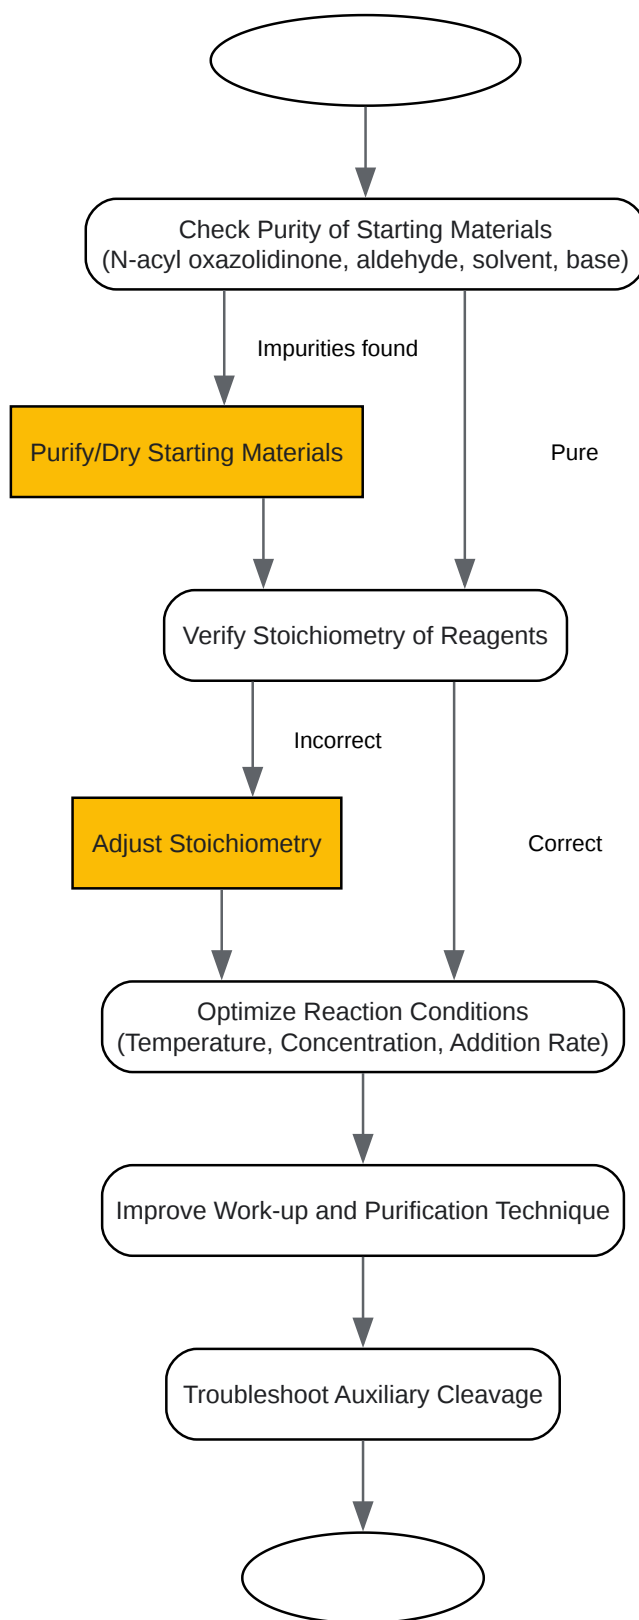 Check Purity of Starting Materials
(N-acyl oxazolidinone, aldehyde, solvent, base)
Impurities found
Purify/Dry Starting Materials
Pure
Verify Stoichiometry of Reagents
Incorrect
Adjust Stoichiometry
Correct
Optimize Reaction Conditions
(Temperature, Concentration, Addition Rate)
Improve Work-up and Purification Technique
Troubleshoot Auxiliary Cleavage